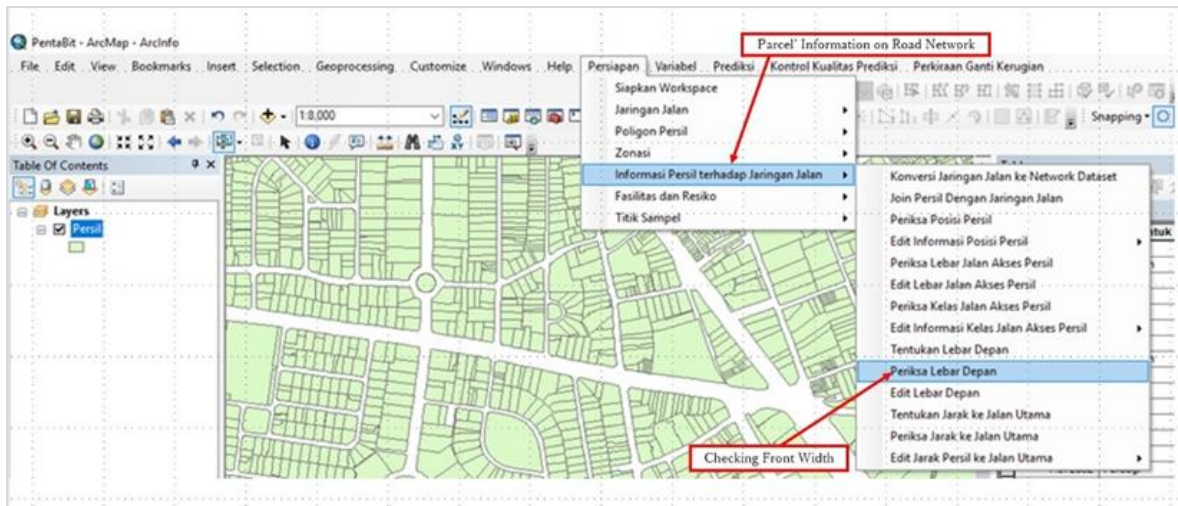 PentaBit - ArcMap - ArcInfo
Parcel' Information on Road Network
File Edit View Bookmarks Insert Selection Geoprocessing Customize Windows Help Persiapan Variabel Prediksi Kontrol Kualitas Prediksi Perkiraan Ganti Kerugian
1:8,000
Snapping
Table Of Contents
Layers
Persil
Siapkan Workspace
Jaringan Jalan
Poligon Persil
Zonasi
Informasi Persil terhadap Jaringan Jalan
Fasilitas dan Resiko
Titik Sampel
Konversi Jaringan Jalan ke Network Dataset
Join Persil Dengan Jaringan Jalan
Periksa Posisi Persil
Edit Informasi Posisi Persil
Periksa Lebar Jalan Akses Persil
Edit Lebar Jalan Akses Persil
Periksa Kelas Jalan Akses Persil
Edit Informasi Kelas Jalan Akses Persil
Tentukan Lebar Depan
Periksa Lebar Depan
Edit Lebar Depan
Tentukan Jarak ke Jalan Utama
Periksa Jarak ke Jalan Utama
Edit Jarak Persil ke Jalan Utama
Checking Front Width